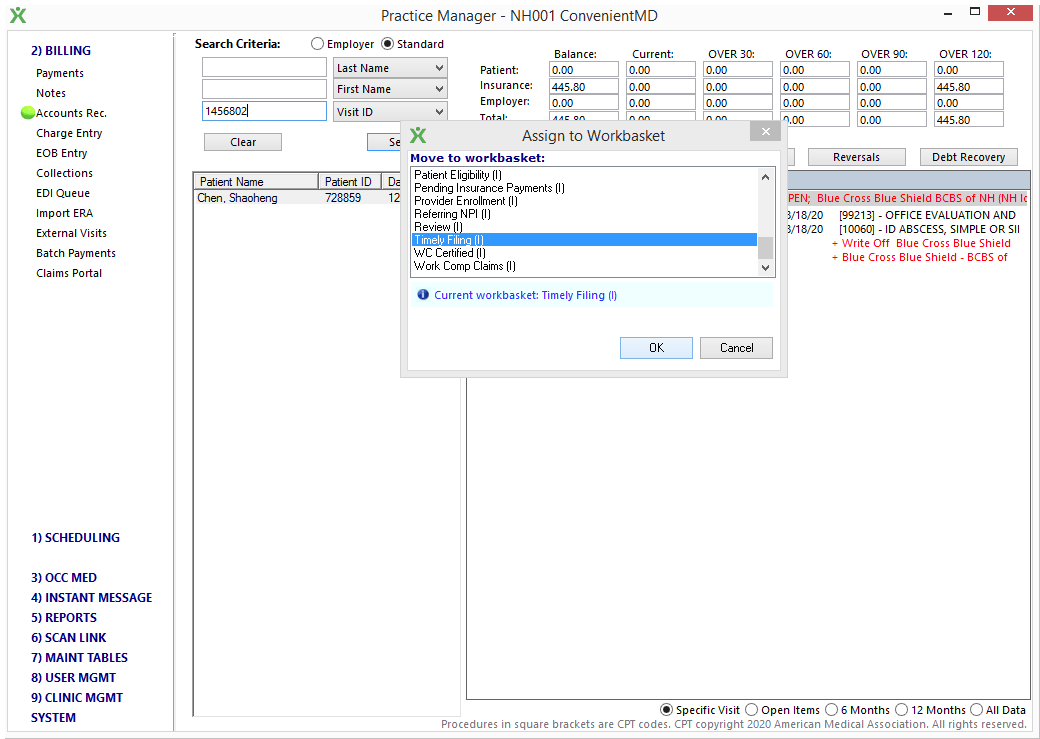 Practice Manager - NH001 ConvenientMD
2) BILLING
Payments
Notes
Accounts Rec.
Charge Entry
EOB Entry
Collections
EDI Queue
Import ERA
External Visits
Batch Payments
Claims Portal
1) SCHEDULING
3) OCC MED
4) INSTANT MESSAGE
5) REPORTS
6) SCAN LINK
7) MAINT TABLES
8) USER MGMT
9) CLINIC MGMT
SYSTEM
Search Criteria: Employer Standard
Last Name
First Name
1456802 Visit ID
Clear Se
Balance: Current: OVER 30: OVER 60: OVER 90: OVER 120:
Patient: 0.00 0.00 0.00 0.00 0.00 0.00
Insurance: 445.80 0.00 0.00 0.00 0.00 445.80
Employer: 0.00 0.00 0.00 0.00 0.00 0.00
Total: 445.80 0.00 0.00 0.00 0.00 445.80
Reversals Debt Recovery
Patient Name Patient ID Da
Chen, Shaoheng 728859 12
Assign to Workbasket
Move to workbasket:
Patient Eligibility (I)
Pending Insurance Payments (I)
Provider Enrollment (I)
Referring NPI (I)
Review (I)
Timely Filing (I)
WC Certified (I)
Work Comp Claims (I)
Current workbasket: Timely Filing (I)
OK Cancel
PEN; Blue Cross Blue Shield BCBS of NH (NH Io
3/18/20 [99213] - OFFICE EVALUATION AND
3/18/20 [10060] - ID ABSCESS, SIMPLE OR SII
+ Write Off Blue Cross Blue Shield
+ Blue Cross Blue Shield - BCBS of
Specific Visit Open Items 6 Months 12 Months All Data
Procedures in square brackets are CPT codes. CPT copyright 2020 American Medical Association. All rights reserved.